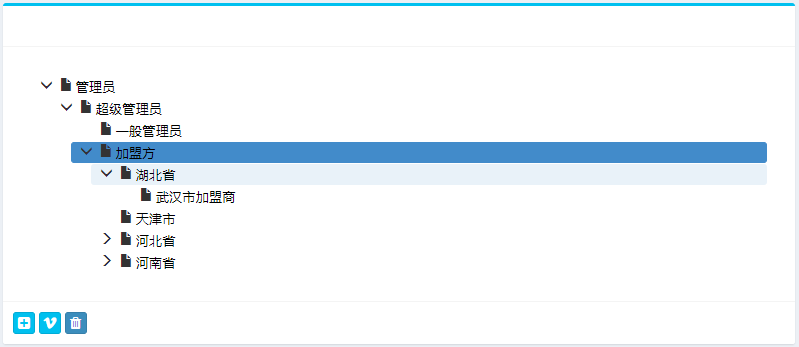 管理员
超级管理员
一般管理员
加盟方
湖北省
武汉市加盟商
天津市
河北省
河南省